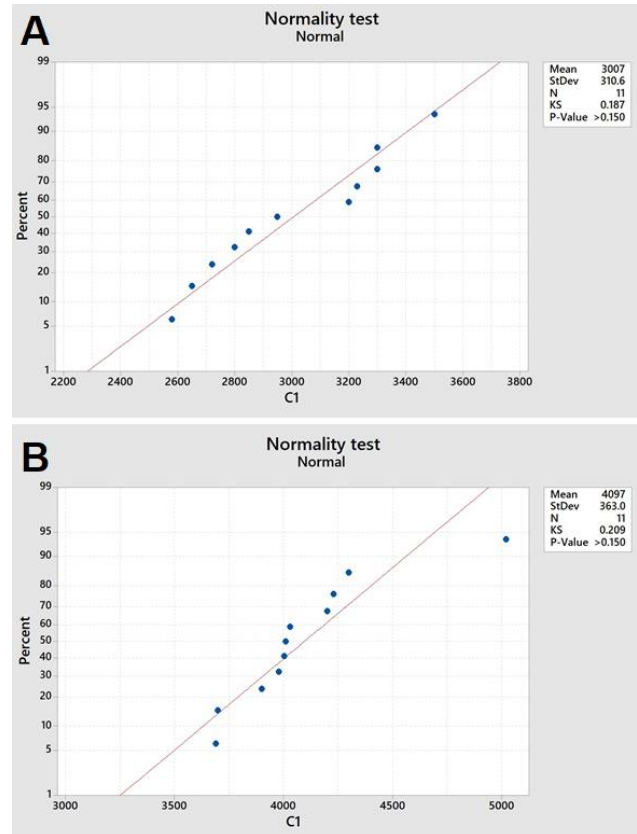 A
Normality test
Normal
Mean 3007
StDev 310.6
N 11
KS 0.187
P-Value >0.150
99
95
90
80
70
60
50
40
30
20
10
5
1
Percent
2200 2400 2600 2800 3000 3200 3400 3600 3800
C1
B
Normality test
Normal
Mean 4097
StDev 363.0
N 11
KS 0.209
P-Value >0.150
99
95
90
80
70
60
50
40
30
20
10
5
1
Percent
3000 3500 4000 4500 5000
C1